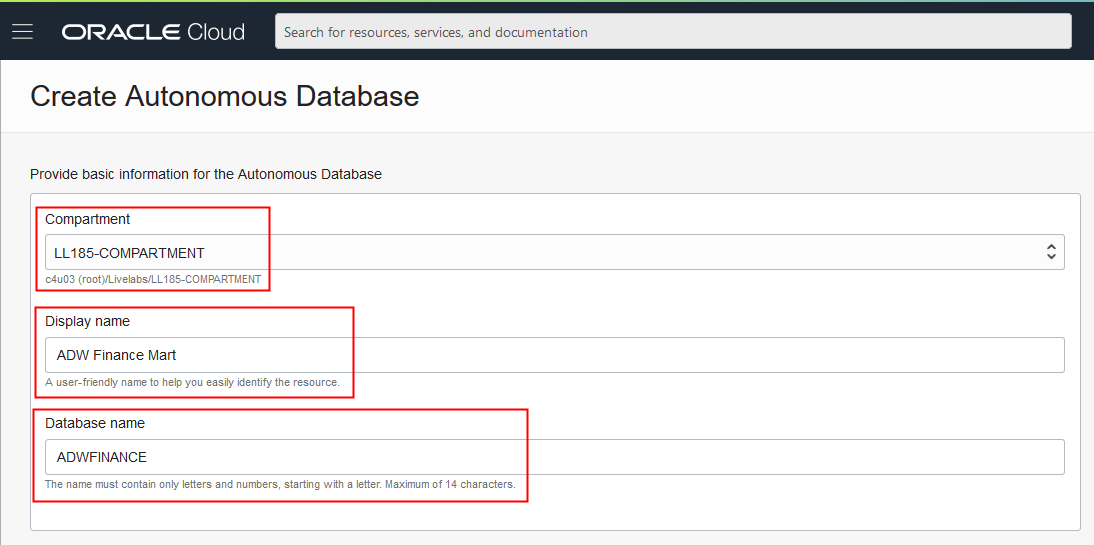 ORACLE Cloud
Search for resources, services, and documentation
Create Autonomous Database
Provide basic information for the Autonomous Database
Compartment
LL185-COMPARTMENT
c4u03 (root)/Livelabs/LL185-COMPARTMENT
Display name
ADW Finance Mart
A user-friendly name to help you easily identify the resource.
Database name
ADWFINANCE
The name must contain only letters and numbers, starting with a letter. Maximum of 14 characters.